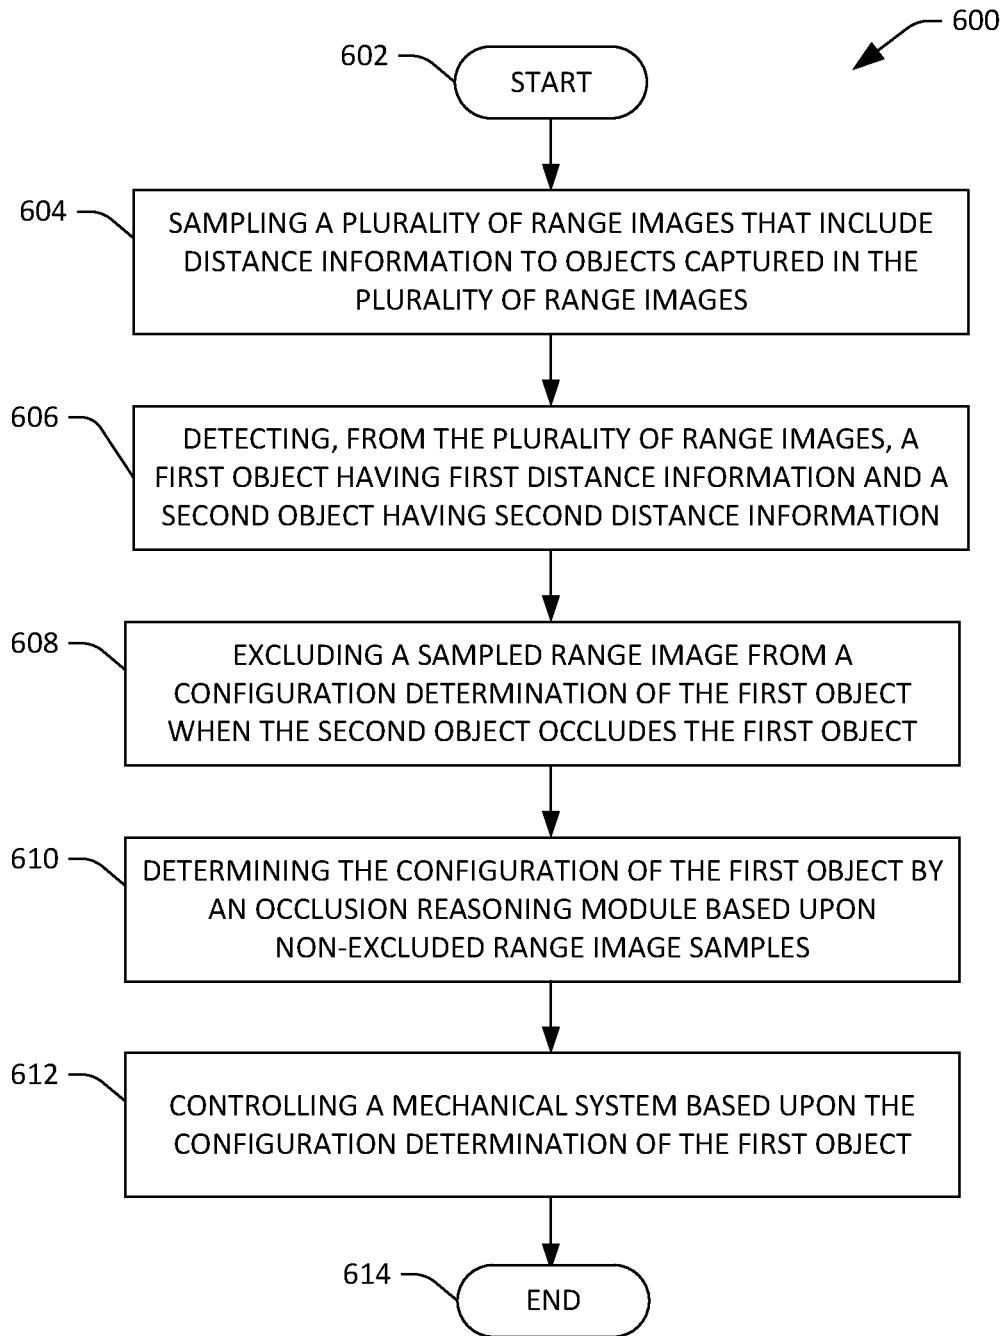 600
602
START
604
SAMPLING A PLURALITY OF RANGE IMAGES THAT INCLUDE
DISTANCE INFORMATION TO OBJECTS CAPTURED IN THE
PLURALITY OF RANGE IMAGES
606
DETECTING, FROM THE PLURALITY OF RANGE IMAGES, A
FIRST OBJECT HAVING FIRST DISTANCE INFORMATION AND A
SECOND OBJECT HAVING SECOND DISTANCE INFORMATION
608
EXCLUDING A SAMPLED RANGE IMAGE FROM A
CONFIGURATION DETERMINATION OF THE FIRST OBJECT
WHEN THE SECOND OBJECT OCCLUDES THE FIRST OBJECT
610
DETERMINING THE CONFIGURATION OF THE FIRST OBJECT BY
AN OCCLUSION REASONING MODULE BASED UPON
NON-EXCLUDED RANGE IMAGE SAMPLES
612
CONTROLLING A MECHANICAL SYSTEM BASED UPON THE
CONFIGURATION DETERMINATION OF THE FIRST OBJECT
614
END